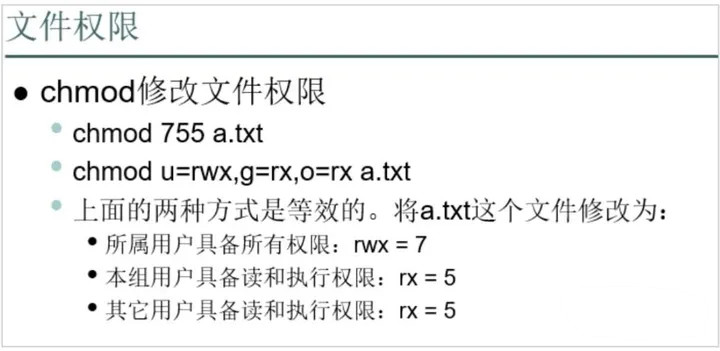 文件权限
chmod修改文件权限
chmod 755 a.txt
chmod u=rwx,g=rx,o=rx a.txt
上面的两种方式是等效的。将a.txt这个文件修改为：
所属用户具备所有权限：rwx = 7
本组用户具备读和执行权限：rx = 5
其它用户具备读和执行权限：rx = 5